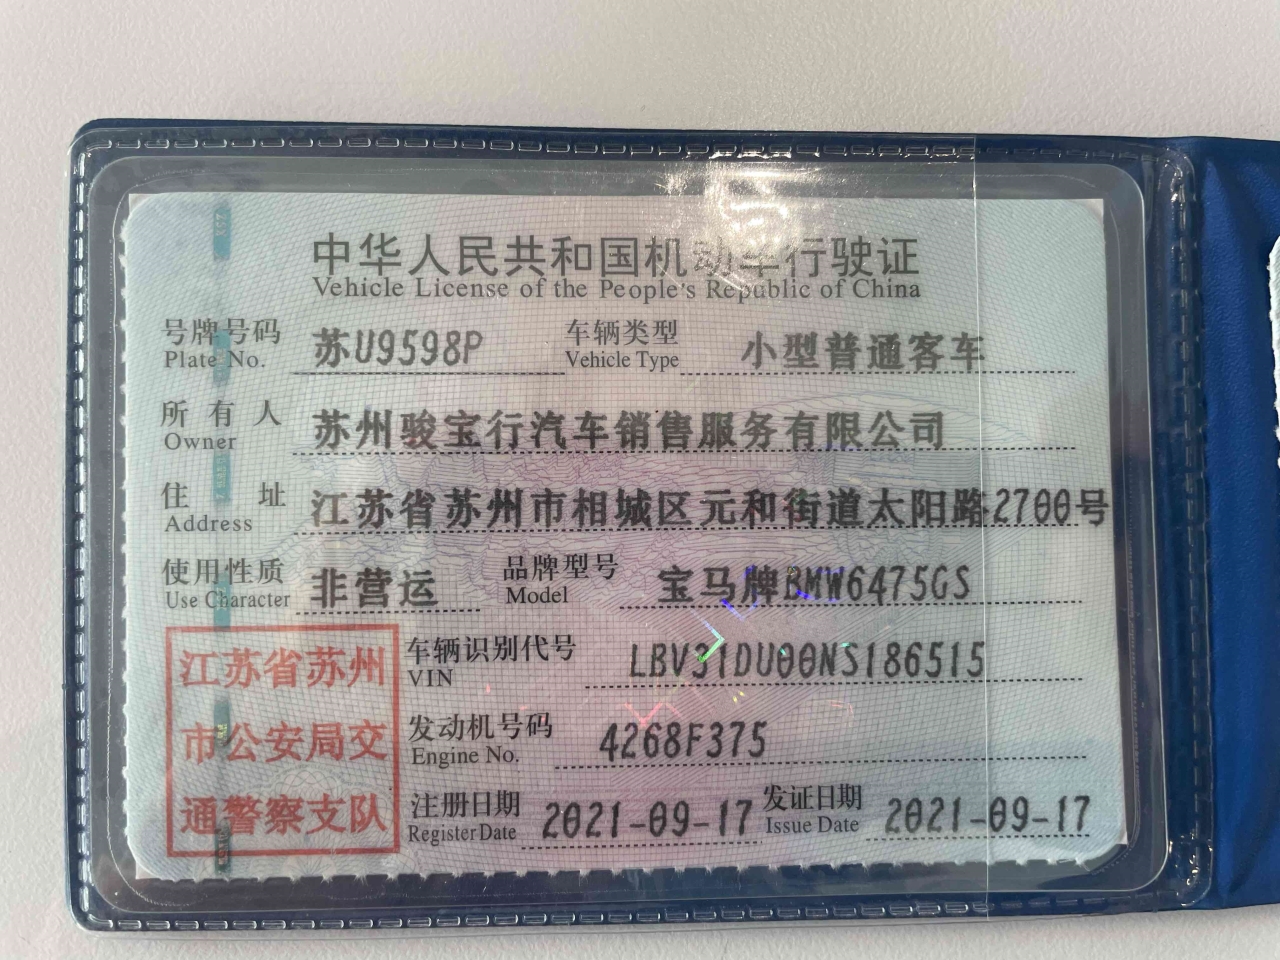 中华人民共和国机动车行驶证
Vehicle License of the People's Republic of China
号牌号码 苏U9598P 车辆类型 小型普通客车
Plate No. Vehicle Type
所有人 苏州骏宝行汽车销售服务有限公司
Owner
住址 江苏省苏州市相城区元和街道太阳路2700号
Address
使用性质 非营运 品牌型号 宝马牌BMW6475GS
Use Character Model
江苏省苏州
市公安局交
通警察支队
车辆识别代号 LBV31DU00NS186515
VIN
发动机号码 4268F375
Engine No.
注册日期 2021-09-17 发证日期 2021-09-17
Register Date Issue Date